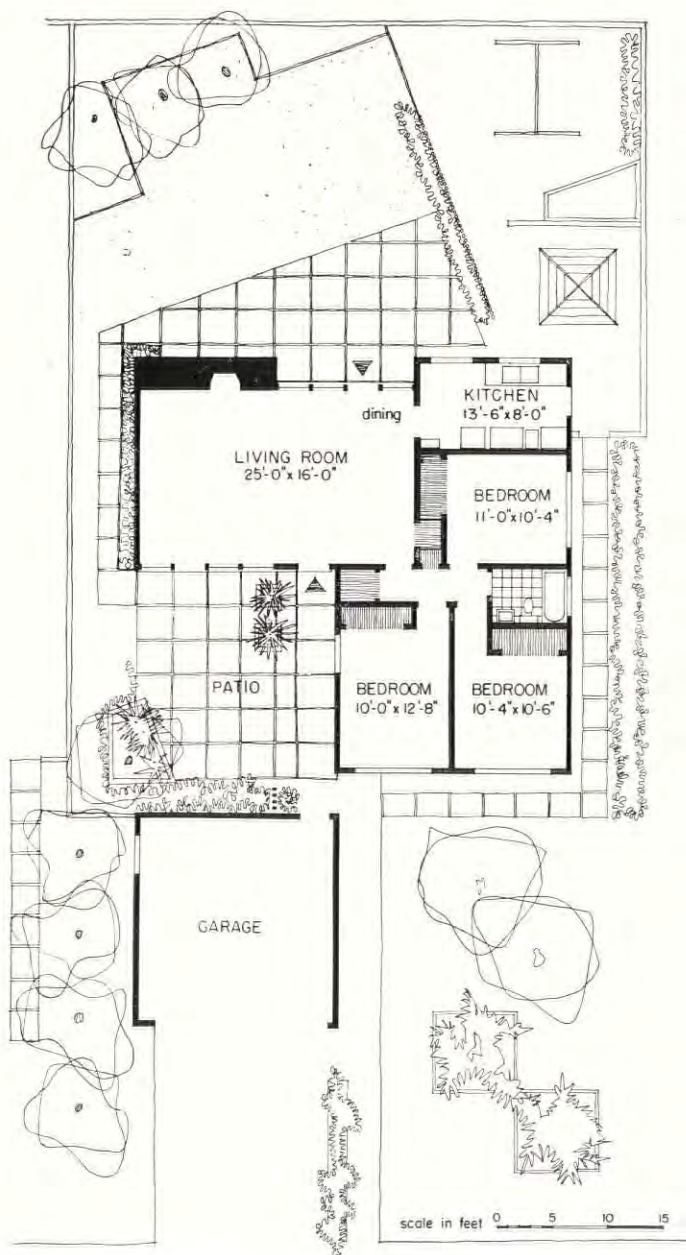 KITCHEN
13'-6"x8'-0"
dining
LIVING ROOM
25'-0"x16'-0"
BEDROOM
11'-0"x10'-4"
PATIO
BEDROOM
10'-0"x12'-8"
BEDROOM
10'-4"x10'-6"
GARAGE
scale in feet 0 5 10 15